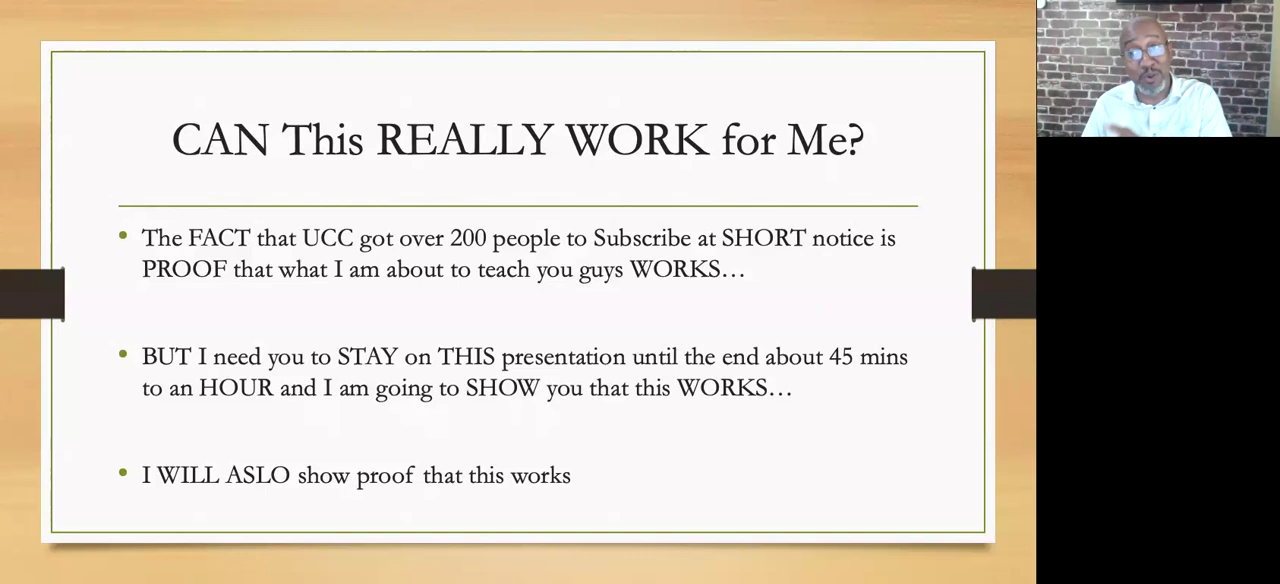 CAN This REALLY WORK for Me?
The FACT that UCC got over 200 people to Subscribe at SHORT notice is
PROOF that what I am about to teach you guys WORKS…
BUT I need you to STAY on THIS presentation until the end about 45 mins
to an HOUR and I am going to SHOW you that this WORKS…
I WILL ASLO show proof that this works